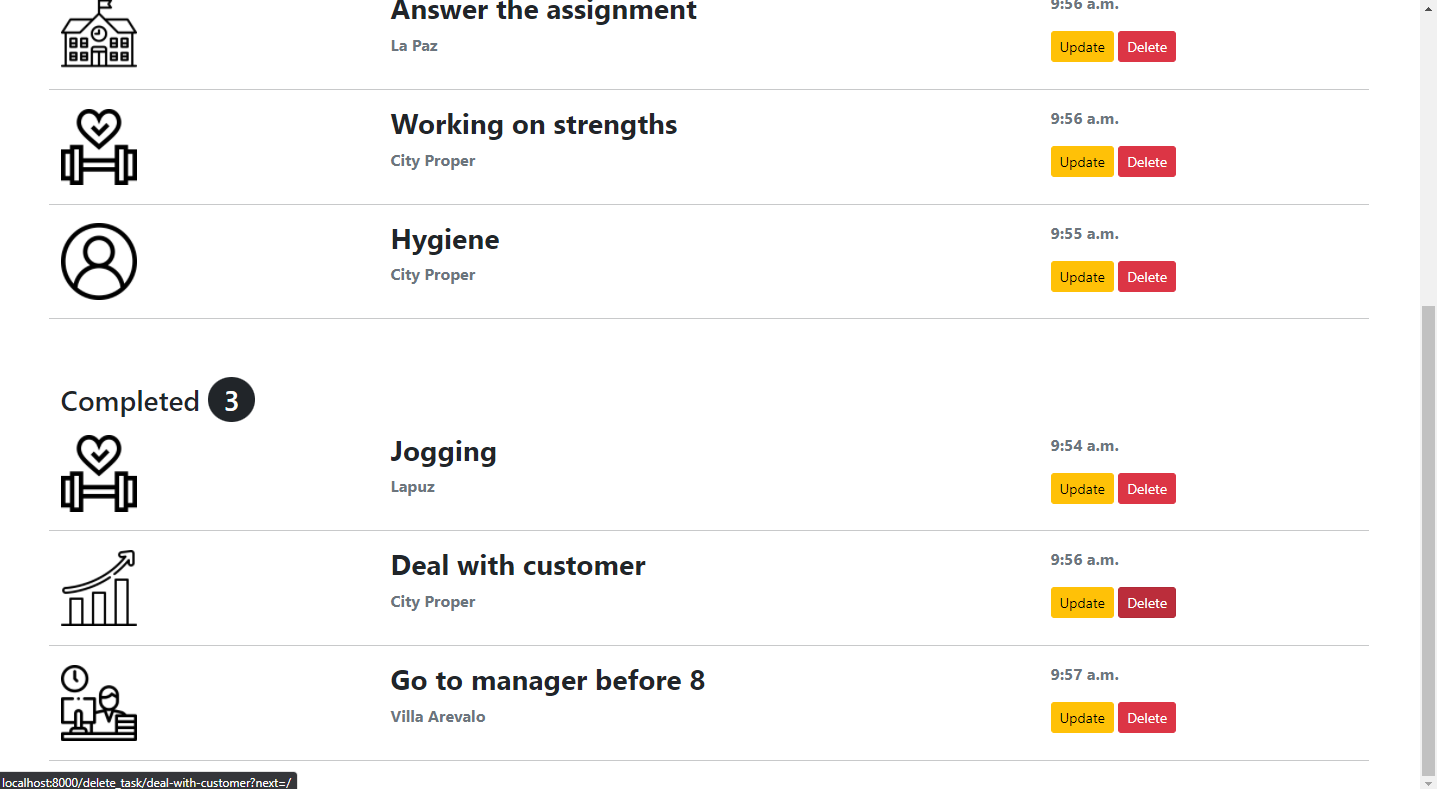 Answer the assignment
9:56 a.m.
La Paz
Update Delete
Working on strengths
9:56 a.m.
City Proper
Update Delete
Hygiene
9:55 a.m.
City Proper
Update Delete
Completed 3
Jogging
9:54 a.m.
Lapuz
Update Delete
Deal with customer
9:56 a.m.
City Proper
Update Delete
Go to manager before 8
9:57 a.m.
Villa Arevalo
Update Delete
localhost:8000/delete_task/deal-with-customer?next=/